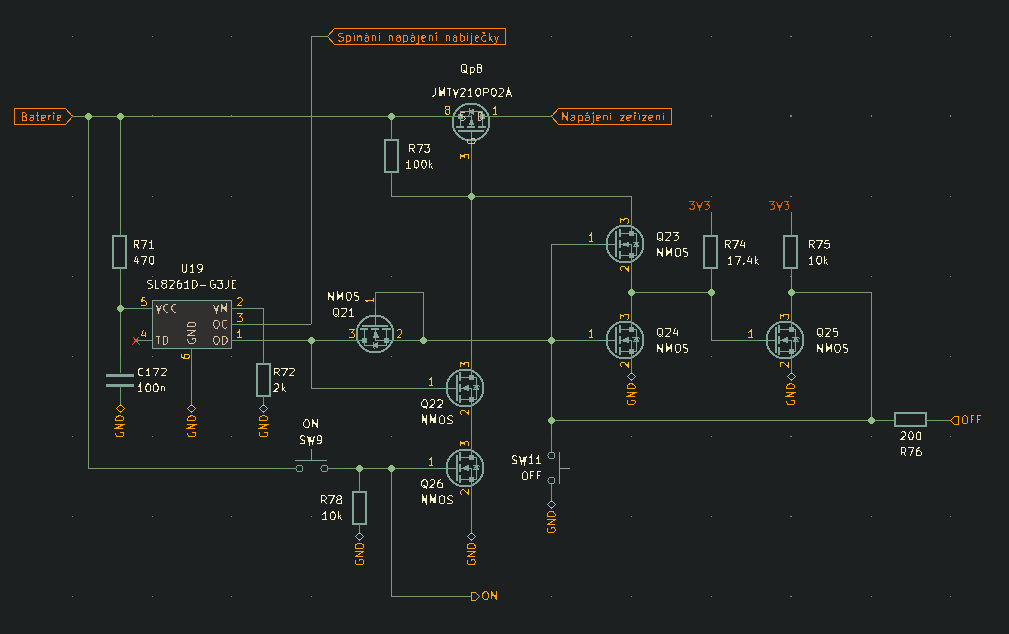 Spínání napájení nabíječky
QpB
JMTV210P02A
Baterie
8
1
Napájení zařízení
R73
100k
3
3V3
3V3
3
1
Q23
NMOS
2
R74
17.4k
R75
10k
R71
470
U19
SL8261D-G3JE
5
VCC
VM
2
OC
3
4
TD
GND
OD
1
6
NMOS
Q21
1
3
2
3
1
Q24
NMOS
2
3
1
Q25
NMOS
2
C172
100n
R72
2k
3
1
Q22
NMOS
2
GND
GND
GND
GND
GND
OFF
200
R76
ON
SW9
3
1
Q26
NMOS
2
SW11
OFF
R78
10k
GND
GND
GND
ON